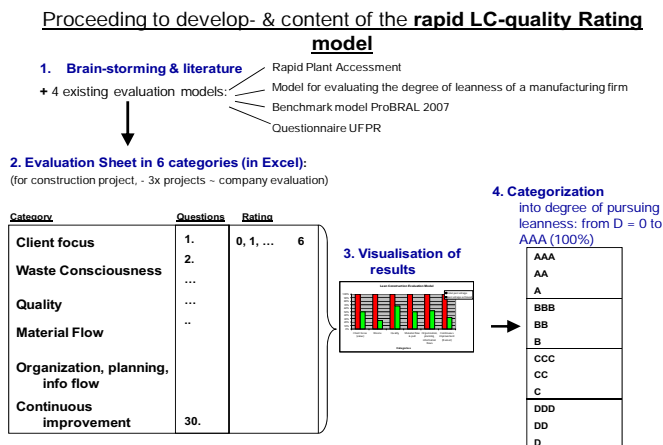 Proceeding to develop- & content of the rapid LC-quality Rating
model
1. Brain-storming & literature
+ 4 existing evaluation models:
Rapid Plant Accessment
Model for evaluating the degree of leanness of a manufacturing firm
Benchmark model ProBRAL 2007
Questionnaire UFPR
2. Evaluation Sheet in 6 categories (in Excel):
(for construction project, - 3x projects ~ company evaluation)
Category Questions Rating
Client focus 1. 0, 1, … 6
2.
Waste Consciousness
…
Quality …
Material Flow ..
Organization, planning,
info flow
Continuous
improvement 30.
3. Visualisation of
results
Lean Construction Evaluation Model
Categories
4. Categorization
into degree of pursuing
leanness: from D = 0 to
AAA (100%)
AAA
AA
A
BBB
BB
B
CCC
CC
C
DDD
DD
D